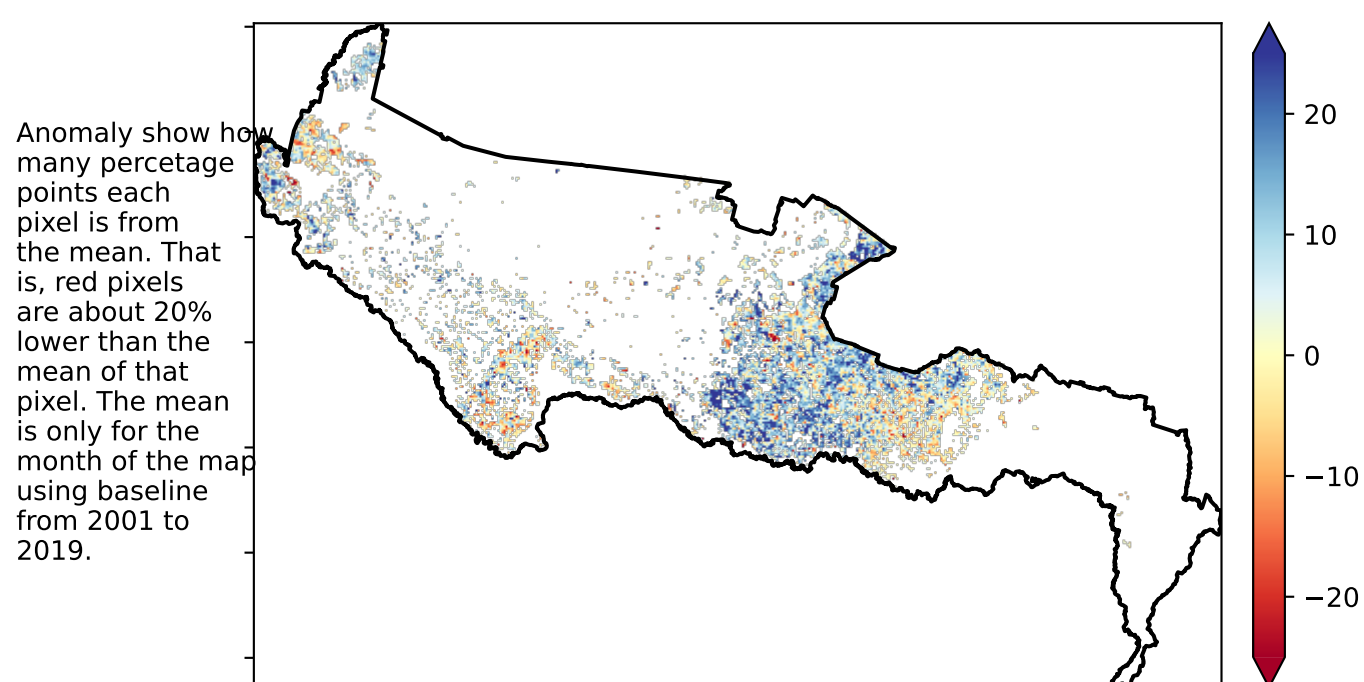 Anomaly show how
many percetage
points each
pixel is from
the mean. That
is, red pixels
are about 20%
lower than the
mean of that
pixel. The mean
is only for the
month of the map
using baseline
from 2001 to
2019.
20
10
0
−10
−20